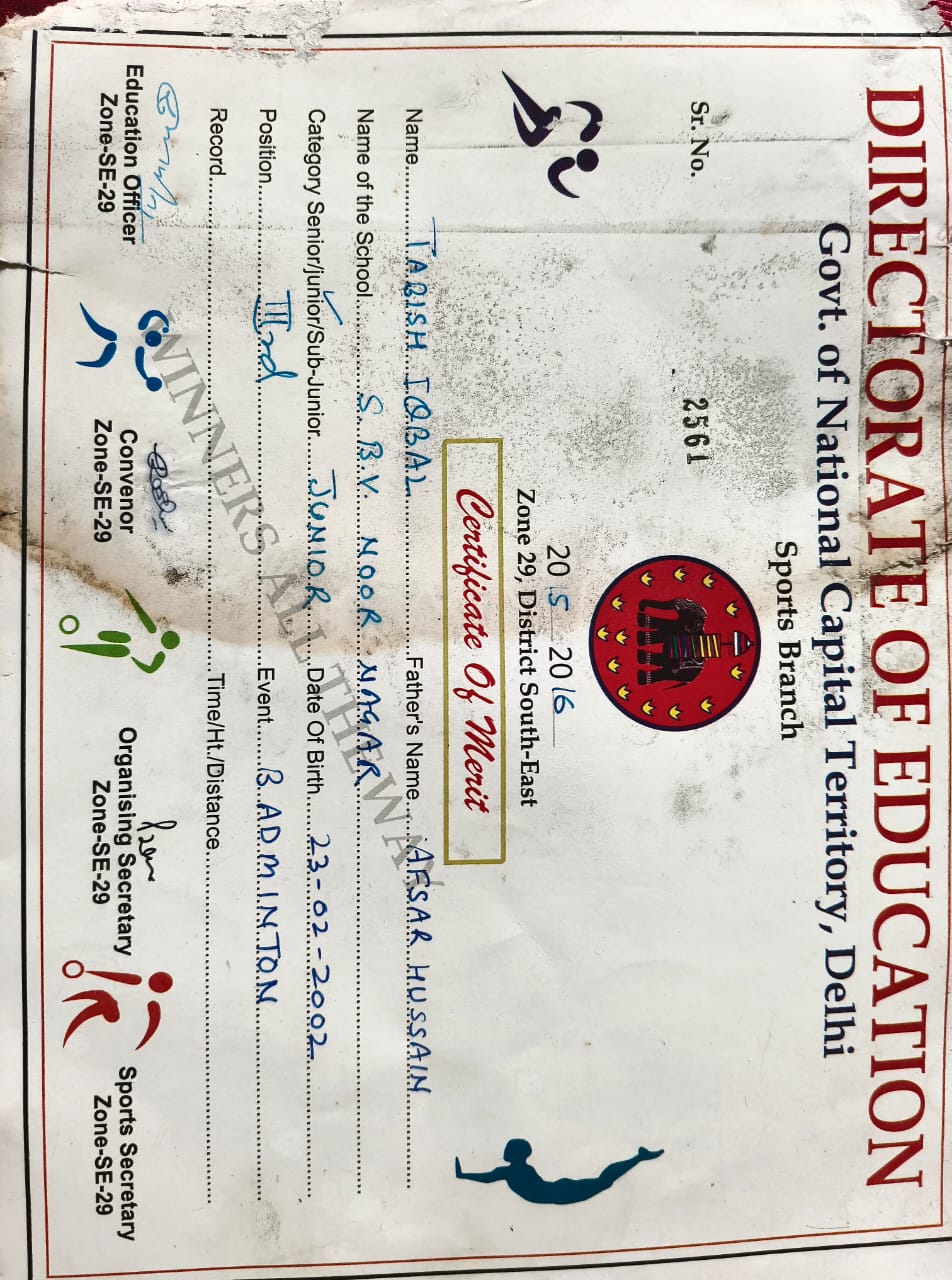 DIRECTORATE OF EDUCATION
Govt. of National Capital Territory, Delhi
Sports Branch
Sr. No. 2561
2015 2016
Zone 29, District South-East
Certificate Of Merit
Name TABISH IQBAL Father's Name AFSAR HUSSAIN
Name of the School S. B.V. NOOR NAGAR
Category Senior/junior/Sub-Junior JUNIOR Date Of Birth 23-02-2002
Position IIIrd Event BADMINTON
Record Time/Ht./Distance
WINNERS ALL THE WAY
Education Officer Convenor Organising Secretary Sports Secretary
Zone-SE-29 Zone-SE-29 Zone-SE-29 Zone-SE-29